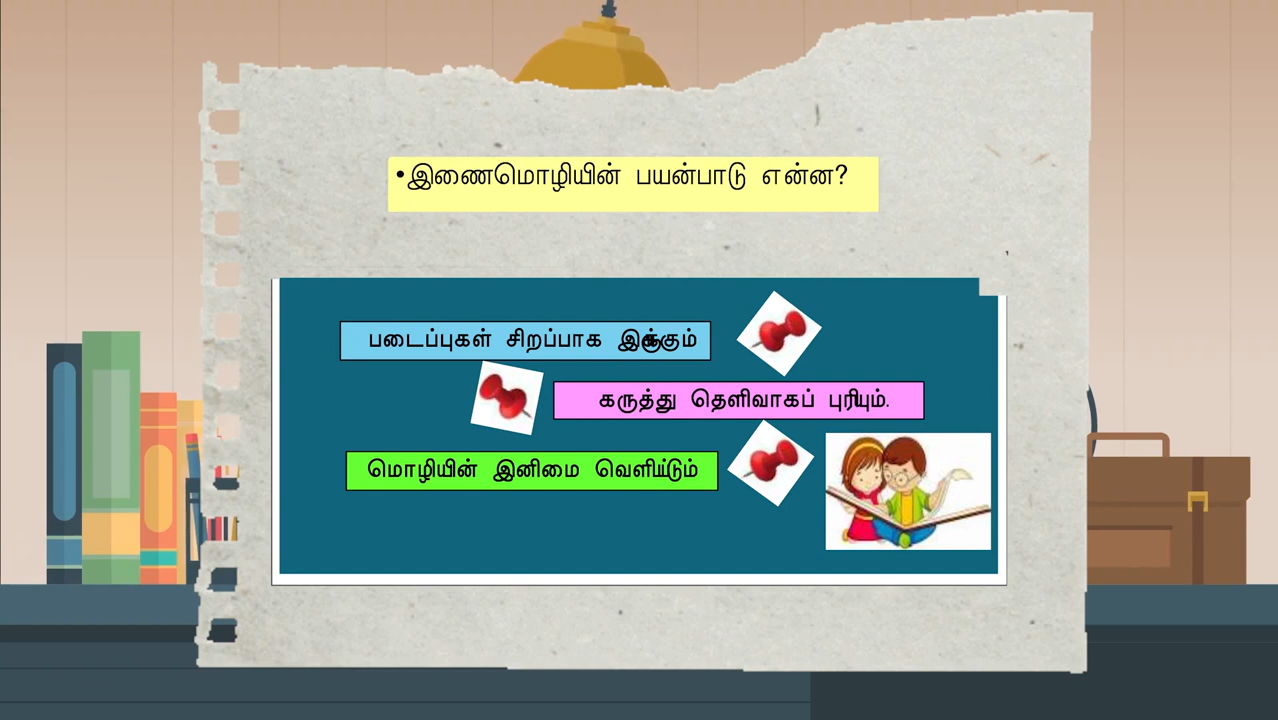 •இணைமொழியின் பயன்பாடு என்ன?
படைப்புகள் சிறப்பாக இருக்கும்
கருத்து தெளிவாகப் புரியும்.
மொழியின் இனிமை வெளிப்படும்